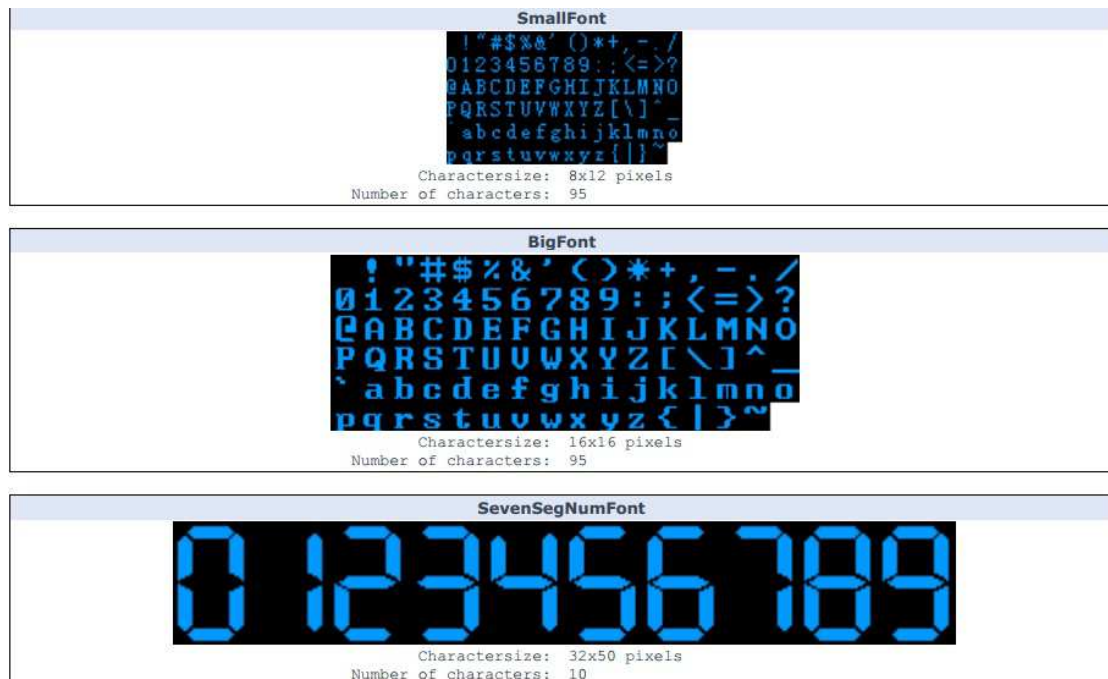 SmallFont
!"#$%&'()*+,-./
0123456789:;<=>?
@ABCDEFGHIJKLMNO
PQRSTUVWXYZ[\]^_
`abcdefghijklmno
pqrstuvwxyz{|}~
Charactersize: 8x12 pixels
Number of characters: 95
BigFont
!"#$%&'()*+,-./
0123456789:;<=>?
@ABCDEFGHIJKLMNO
PQRSTUVWXYZ[\]^_
`abcdefghijklmno
pqrstuvwxyz{|}~
Charactersize: 16x16 pixels
Number of characters: 95
SevenSegNumFont
0123456789
Charactersize: 32x50 pixels
Number of characters: 10